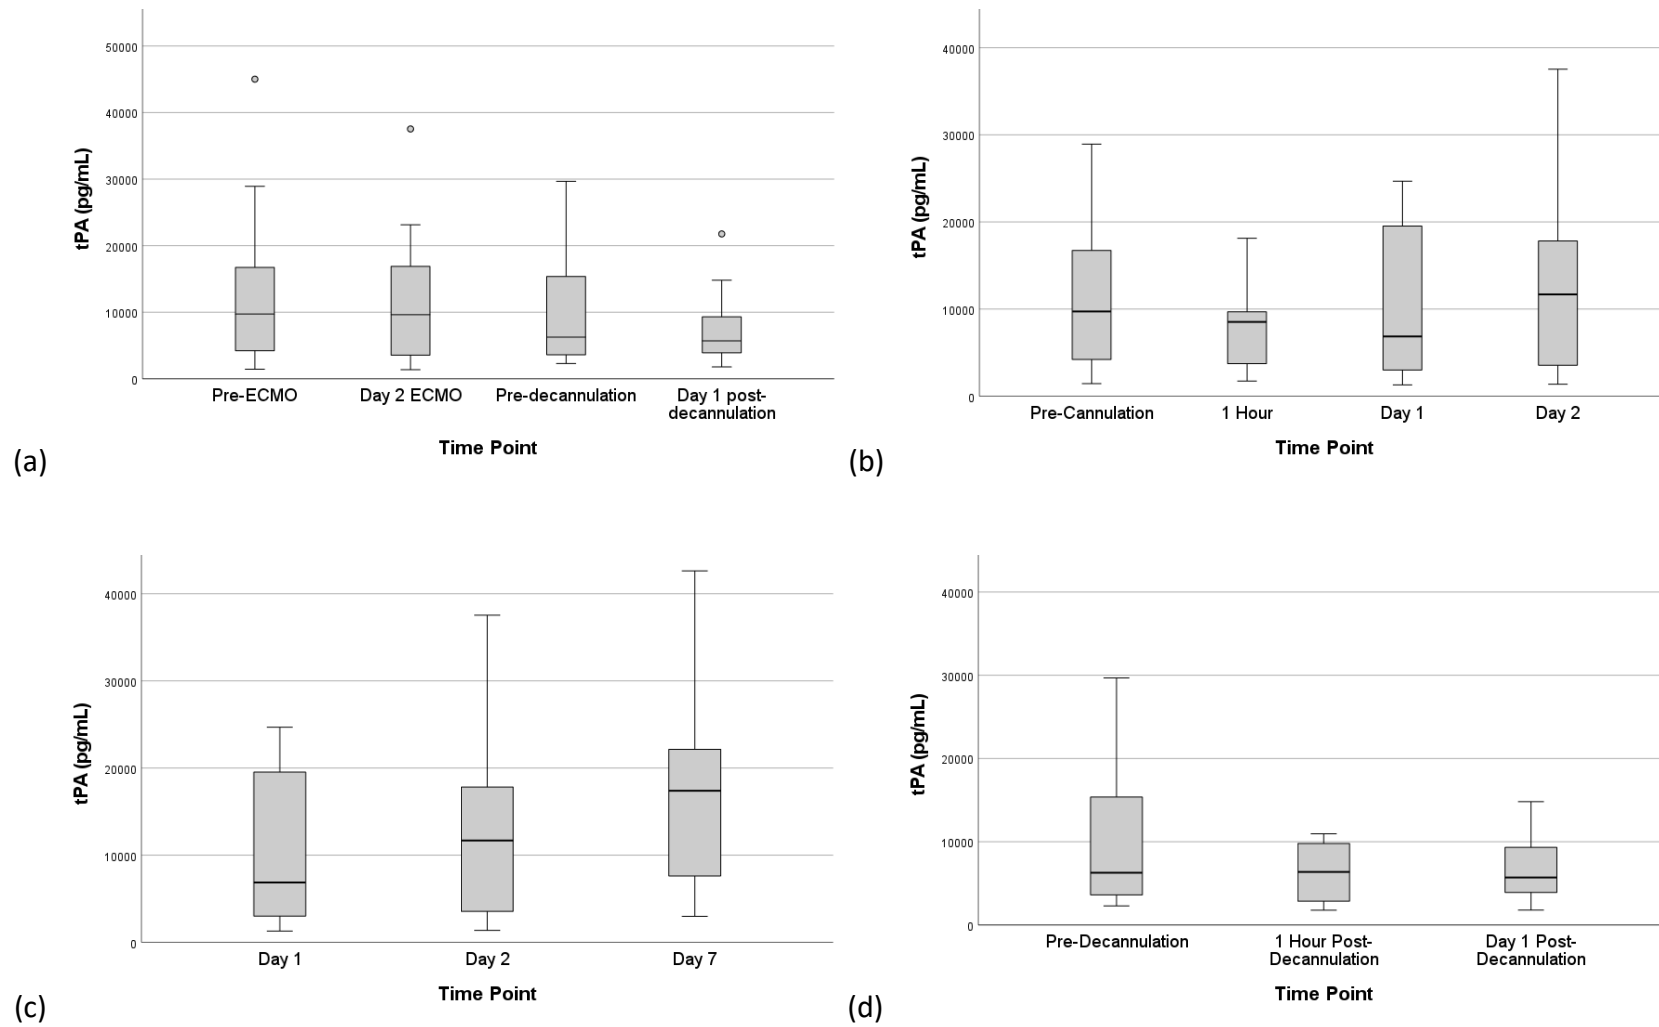 50000
40000
30000
20000
10000
0
tPA (pg/mL)
Pre-ECMO
Day 2 ECMO
Pre-decannulation
Day 1 post-
decannulation
Time Point
(a)
40000
30000
20000
10000
0
tPA (pg/mL)
Pre-Cannulation
1 Hour
Day 1
Day 2
Time Point
(b)
40000
30000
20000
10000
0
tPA (pg/mL)
Day 1
Day 2
Day 7
Time Point
(c)
40000
30000
20000
10000
0
tPA (pg/mL)
Pre-Decannulation
1 Hour Post-
Decannulation
Day 1 Post-
Decannulation
Time Point
(d)